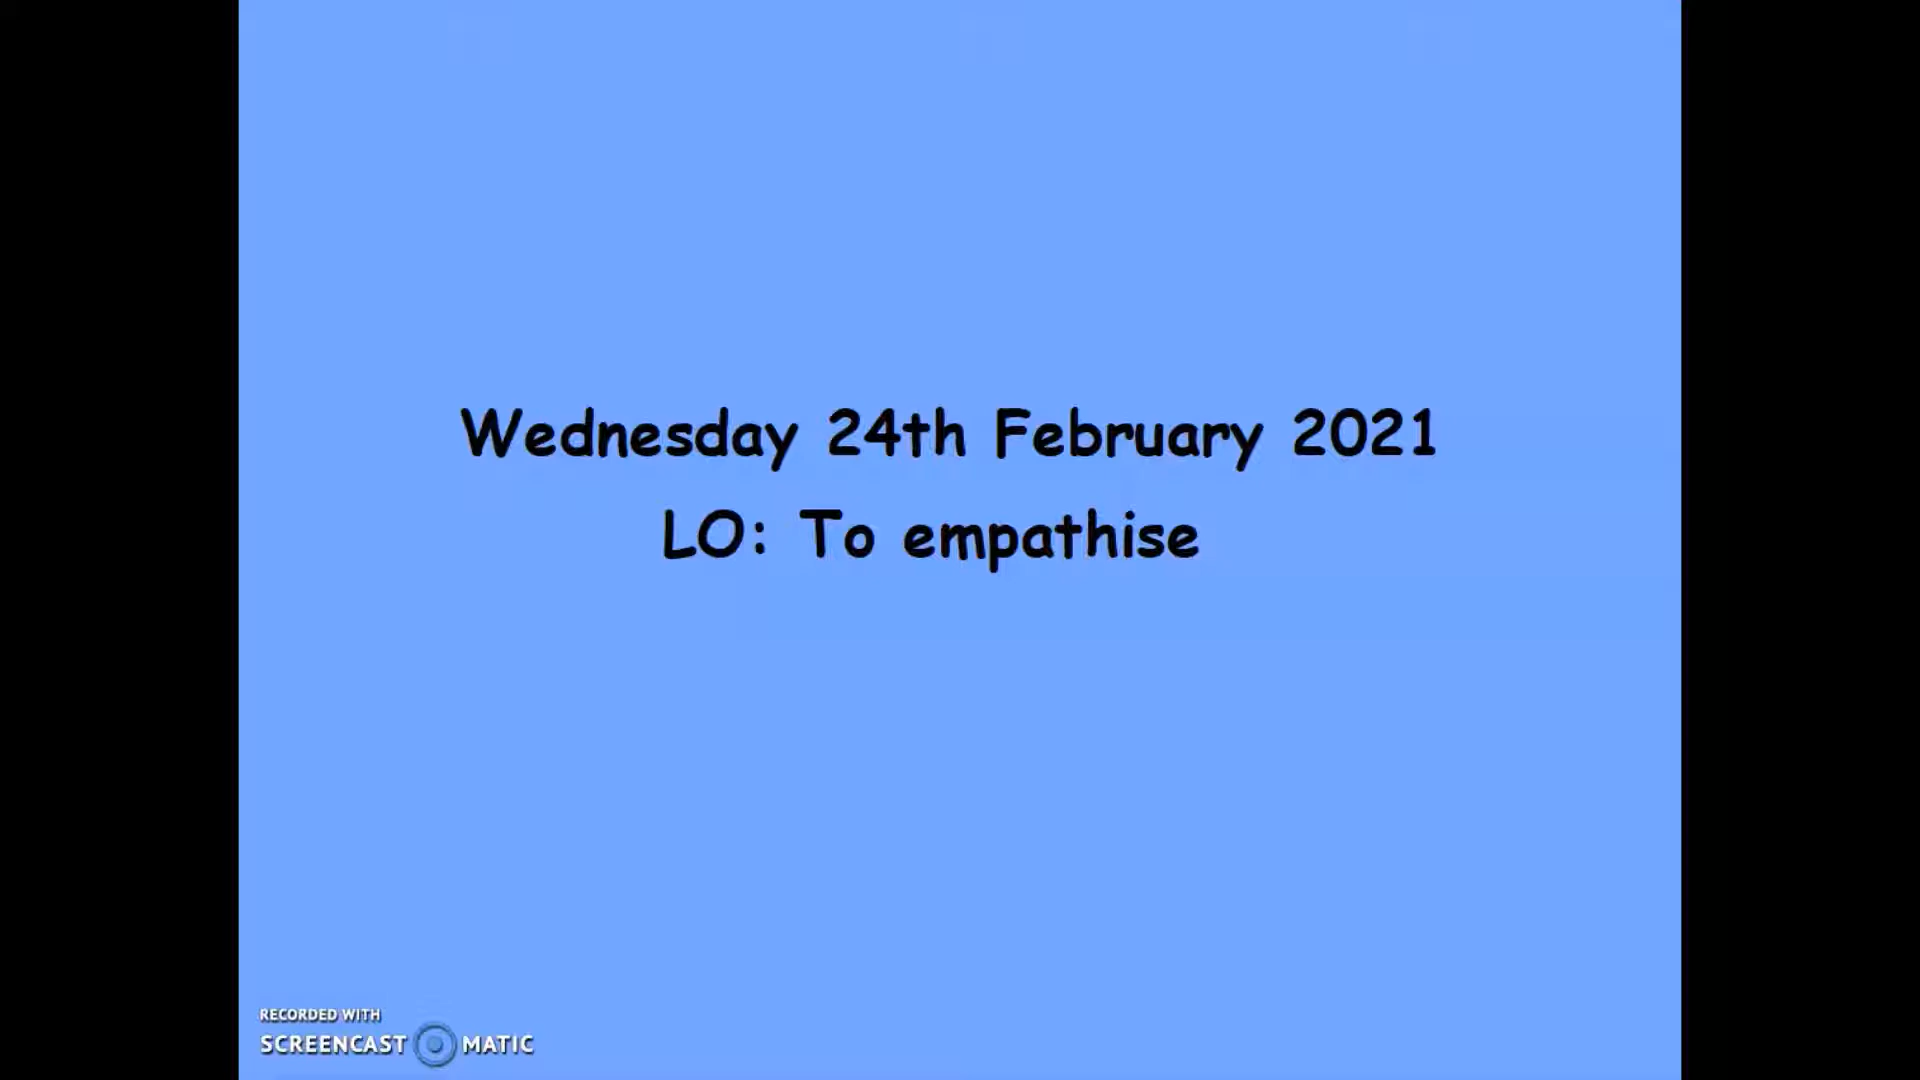 Wednesday 24th February 2021
LO: To empathise
RECORDED WITH
SCREENCAST MATIC